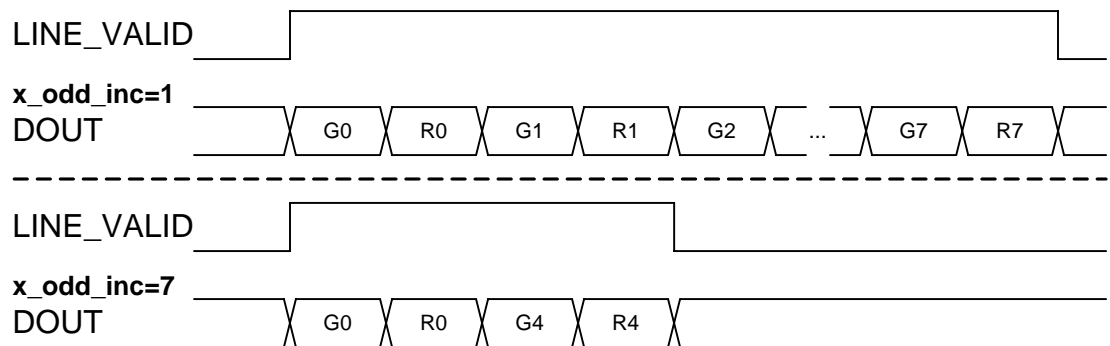 LINE_VALID
x_odd_inc=1
DOUT G0 R0 G1 R1 G2 ... G7 R7
LINE_VALID
x_odd_inc=7
DOUT G0 R0 G4 R4